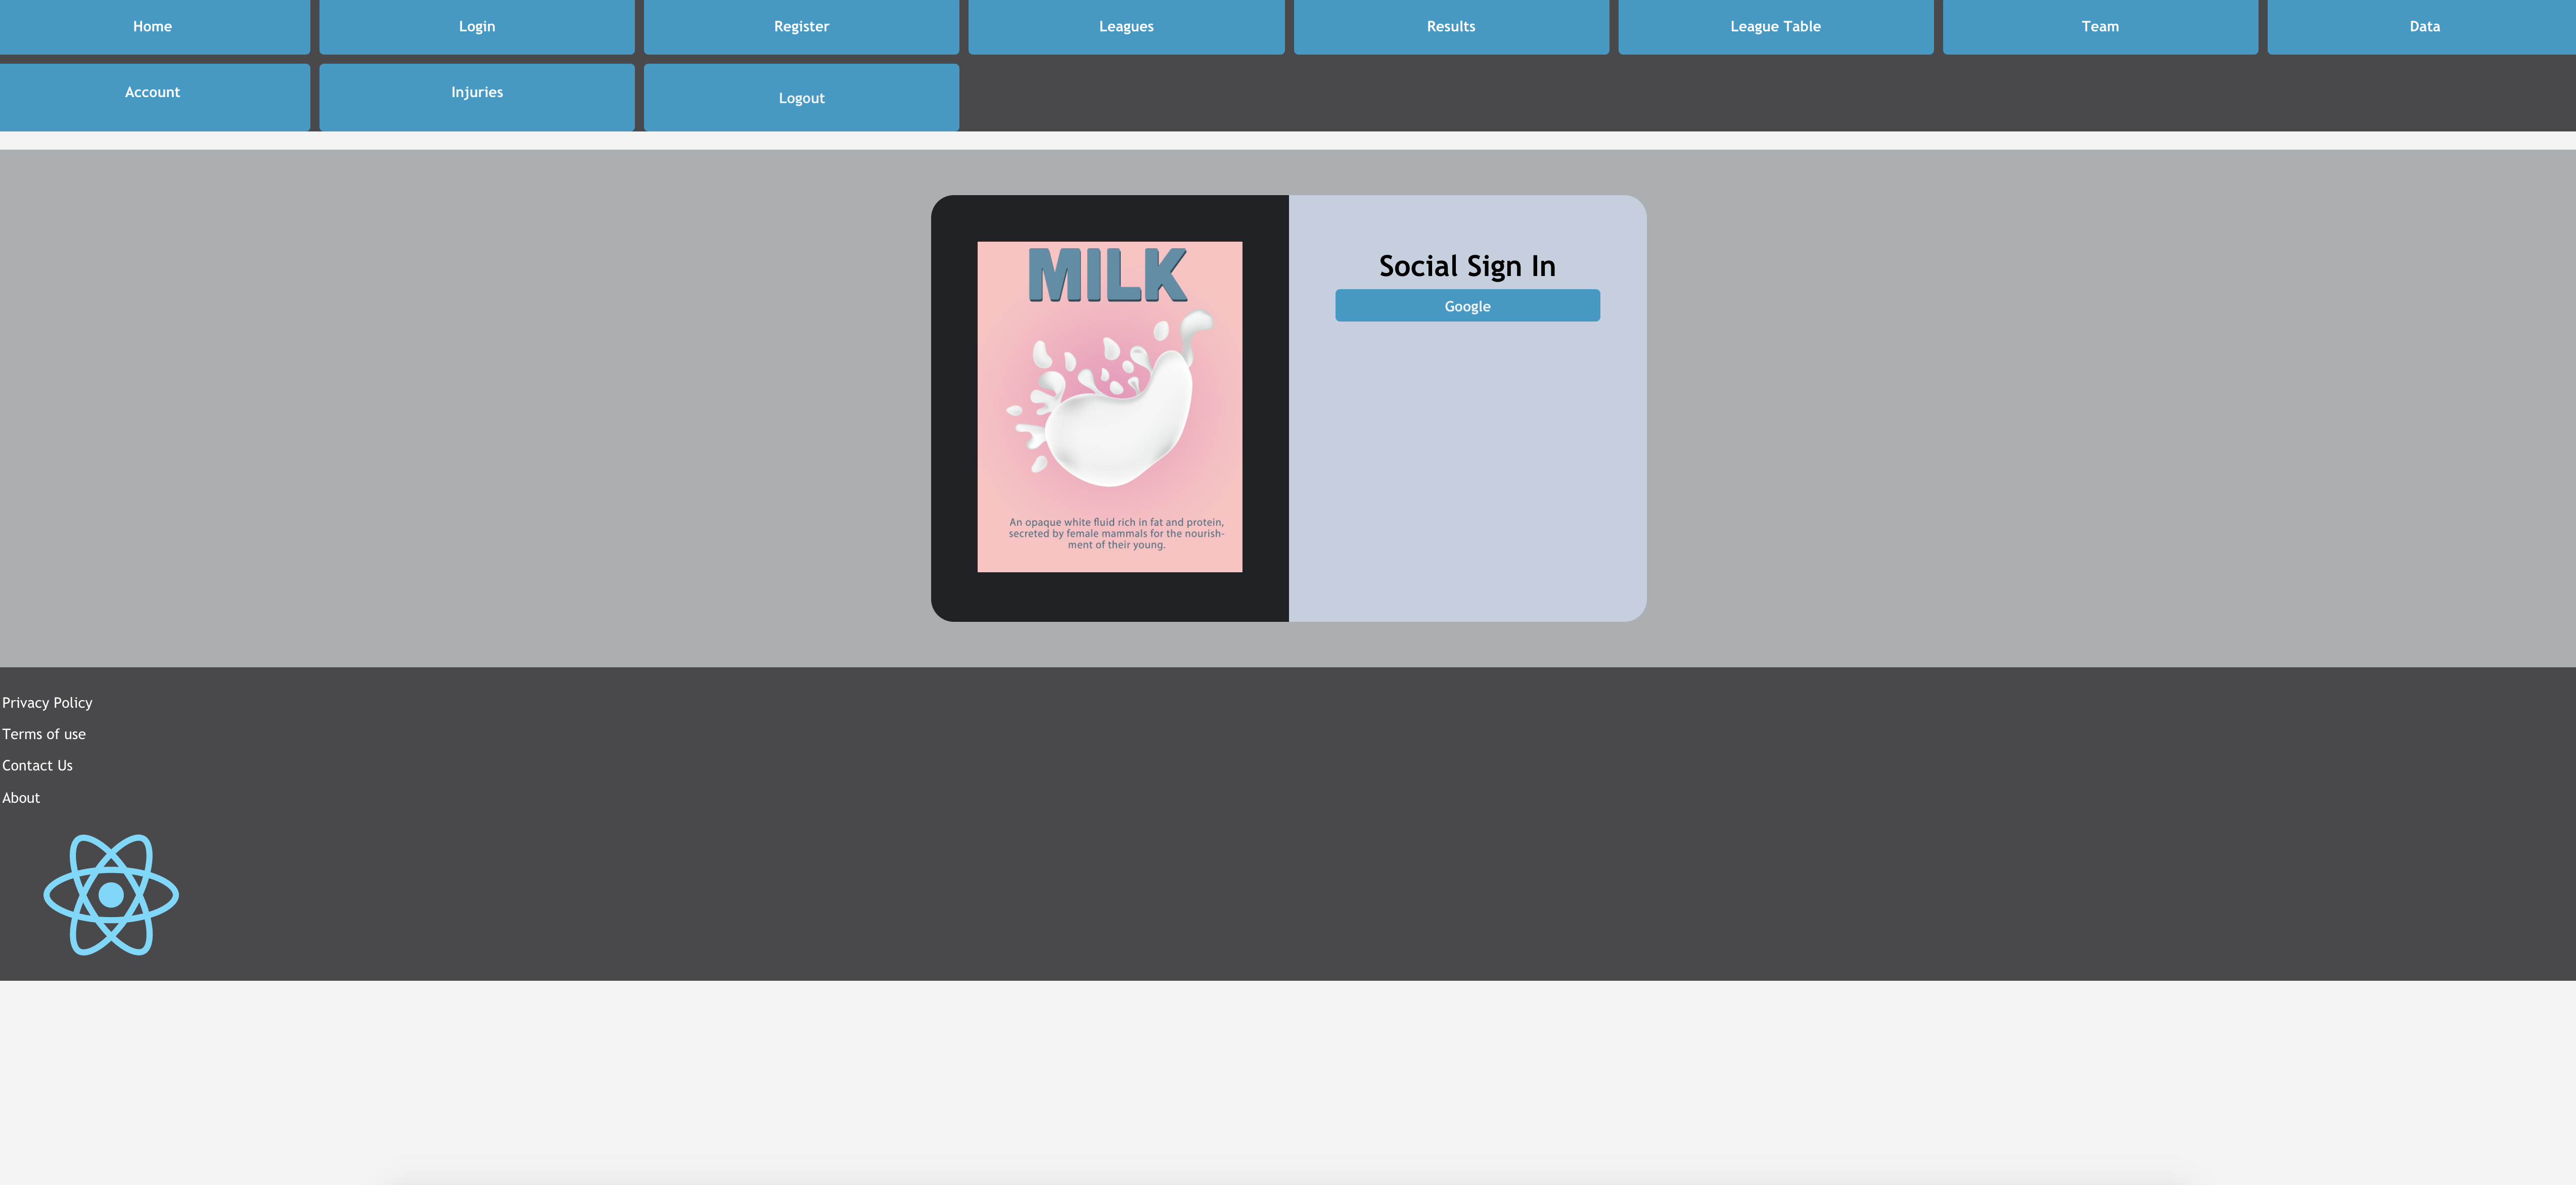 Home
Login
Register
Leagues
Results
League Table
Team
Data
Account
Injuries
Logout
MILK
An opaque white fluid rich in fat and protein,
secreted by female mammals for the nourish-
ment of their young.
Social Sign In
Google
Privacy Policy
Terms of use
Contact Us
About